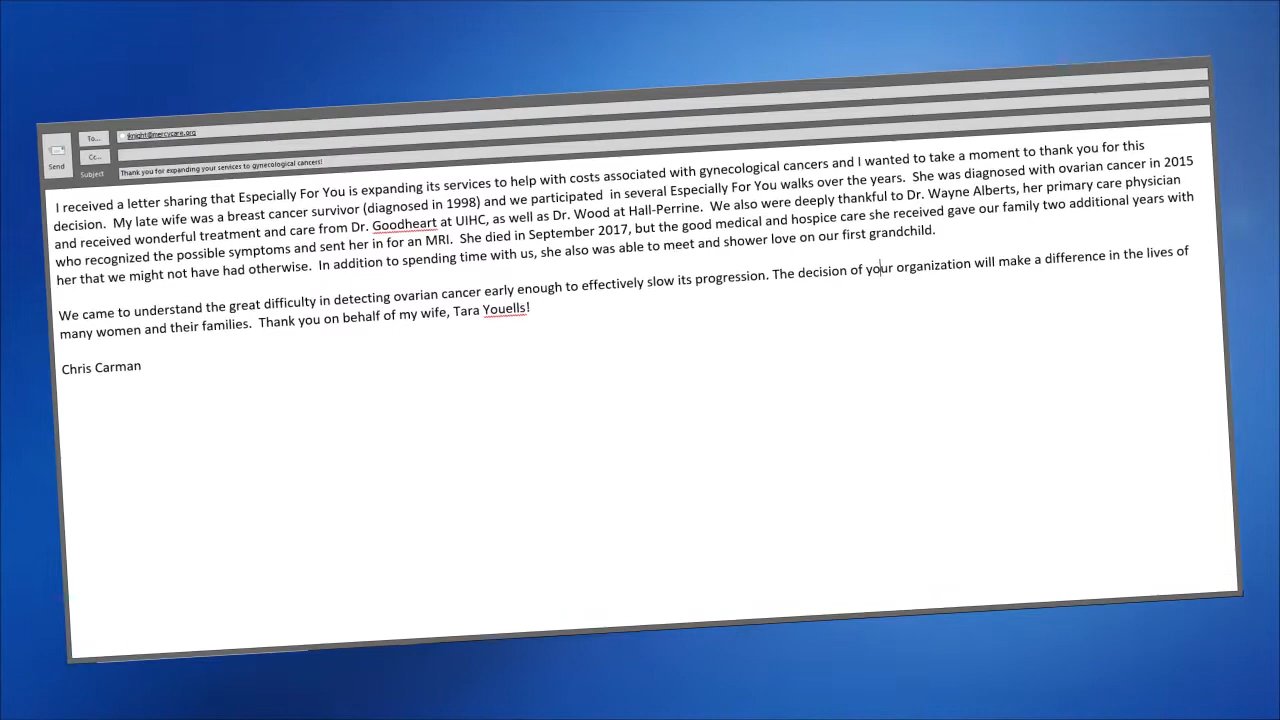 To...
tknight@mercycare.org
Send
Cc...
Subject
Thank you for expanding your services to gynecological cancers!
I received a letter sharing that Especially For You is expanding its services to help with costs associated with gynecological cancers and I wanted to take a moment to thank you for this
decision.  My late wife was a breast cancer survivor (diagnosed in 1998) and we participated  in several Especially For You walks over the years.  She was diagnosed with ovarian cancer in 2015
and received wonderful treatment and care from Dr. Goodheart at UIHC, as well as Dr. Wood at Hall-Perrine.  We also were deeply thankful to Dr. Wayne Alberts, her primary care physician
who recognized the possible symptoms and sent her in for an MRI.  She died in September 2017, but the good medical and hospice care she received gave our family two additional years with
her that we might not have had otherwise.  In addition to spending time with us, she also was able to meet and shower love on our first grandchild.
We came to understand the great difficulty in detecting ovarian cancer early enough to effectively slow its progression. The decision of your organization will make a difference in the lives of
many women and their families.  Thank you on behalf of my wife, Tara Youells!
Chris Carman